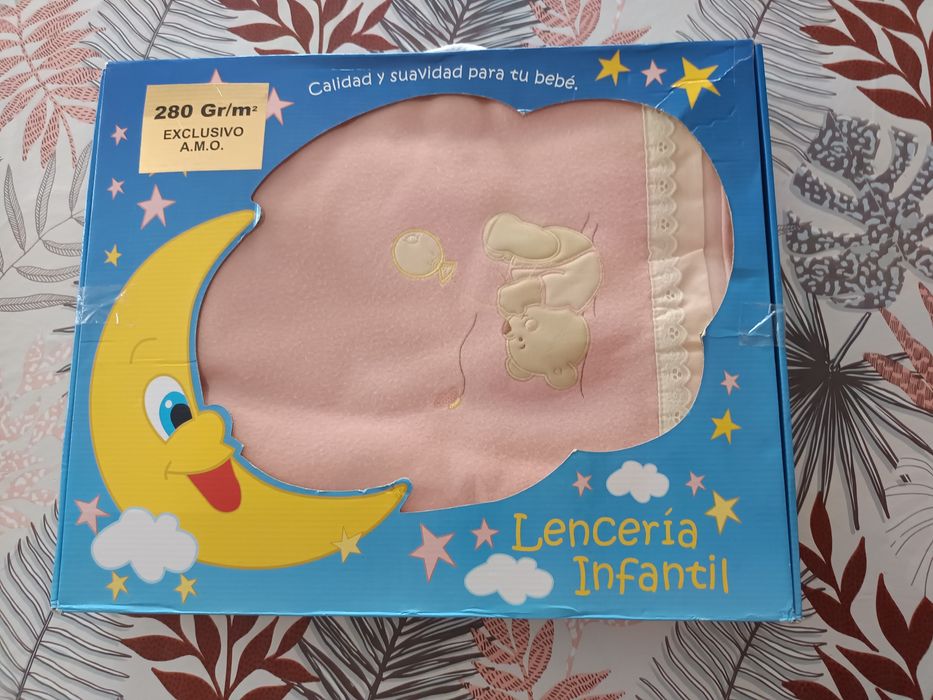 Calidad y suavidad para tu bebé.
280 Gr/m²
EXCLUSIVO
A.M.O.
Lencería
Infantil